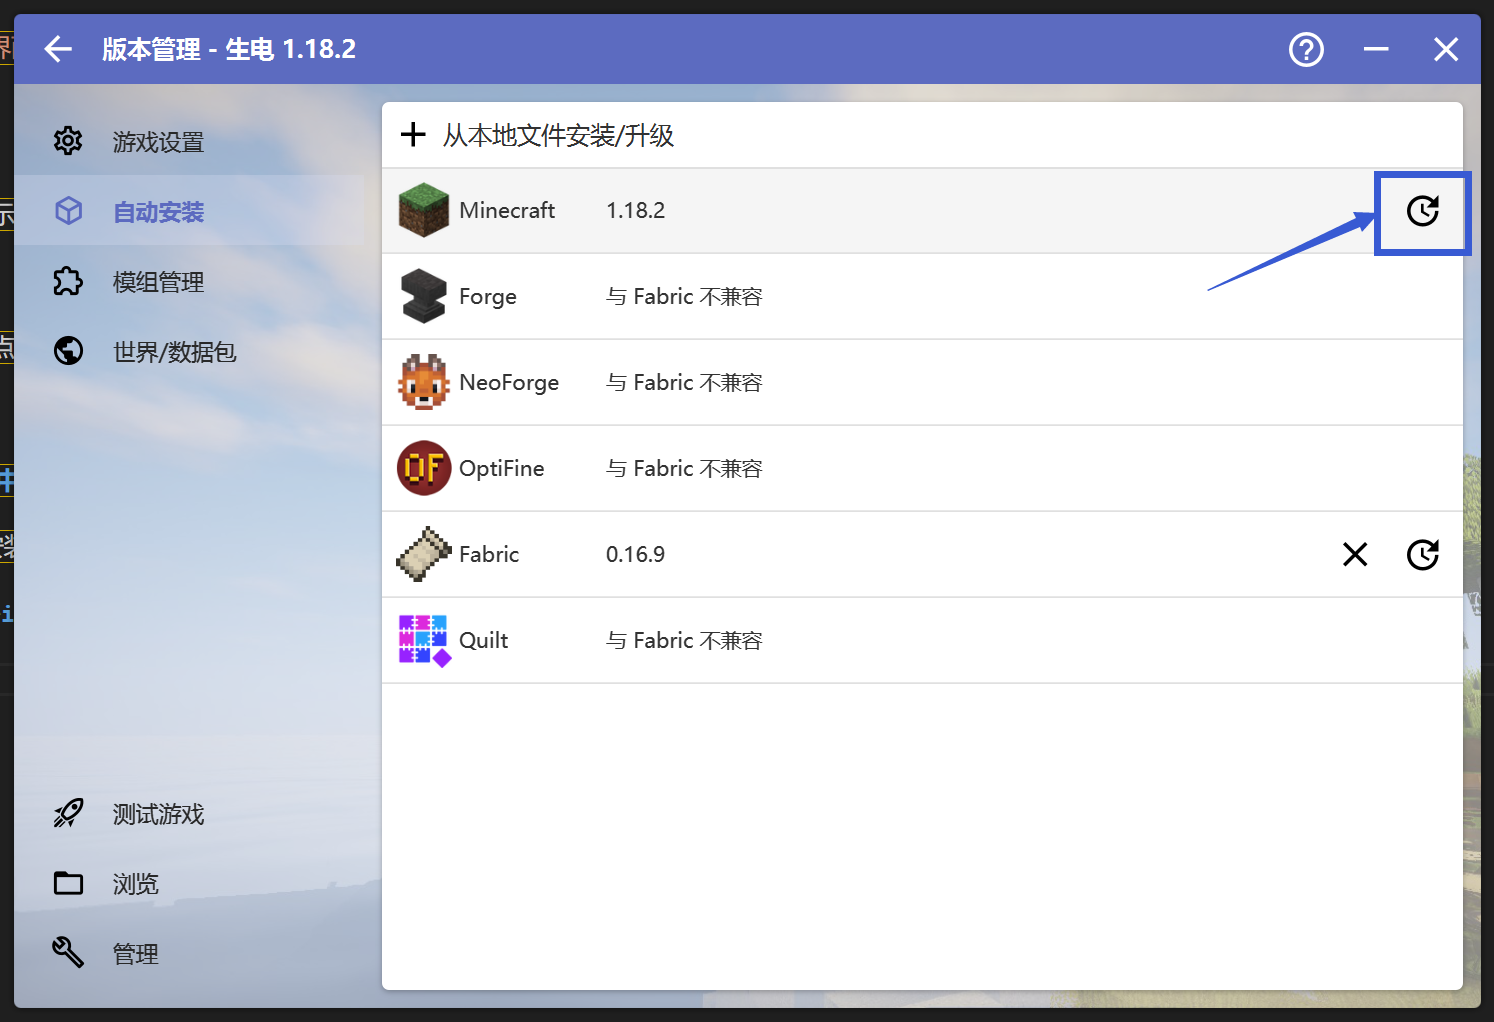 版本管理 - 生电 1.18.2
游戏设置
自动安装
模组管理
世界/数据包
测试游戏
浏览
管理
从本地文件安装/升级
Minecraft 1.18.2
Forge 与 Fabric 不兼容
NeoForge 与 Fabric 不兼容
OptiFine 与 Fabric 不兼容
Fabric 0.16.9
Quilt 与 Fabric 不兼容